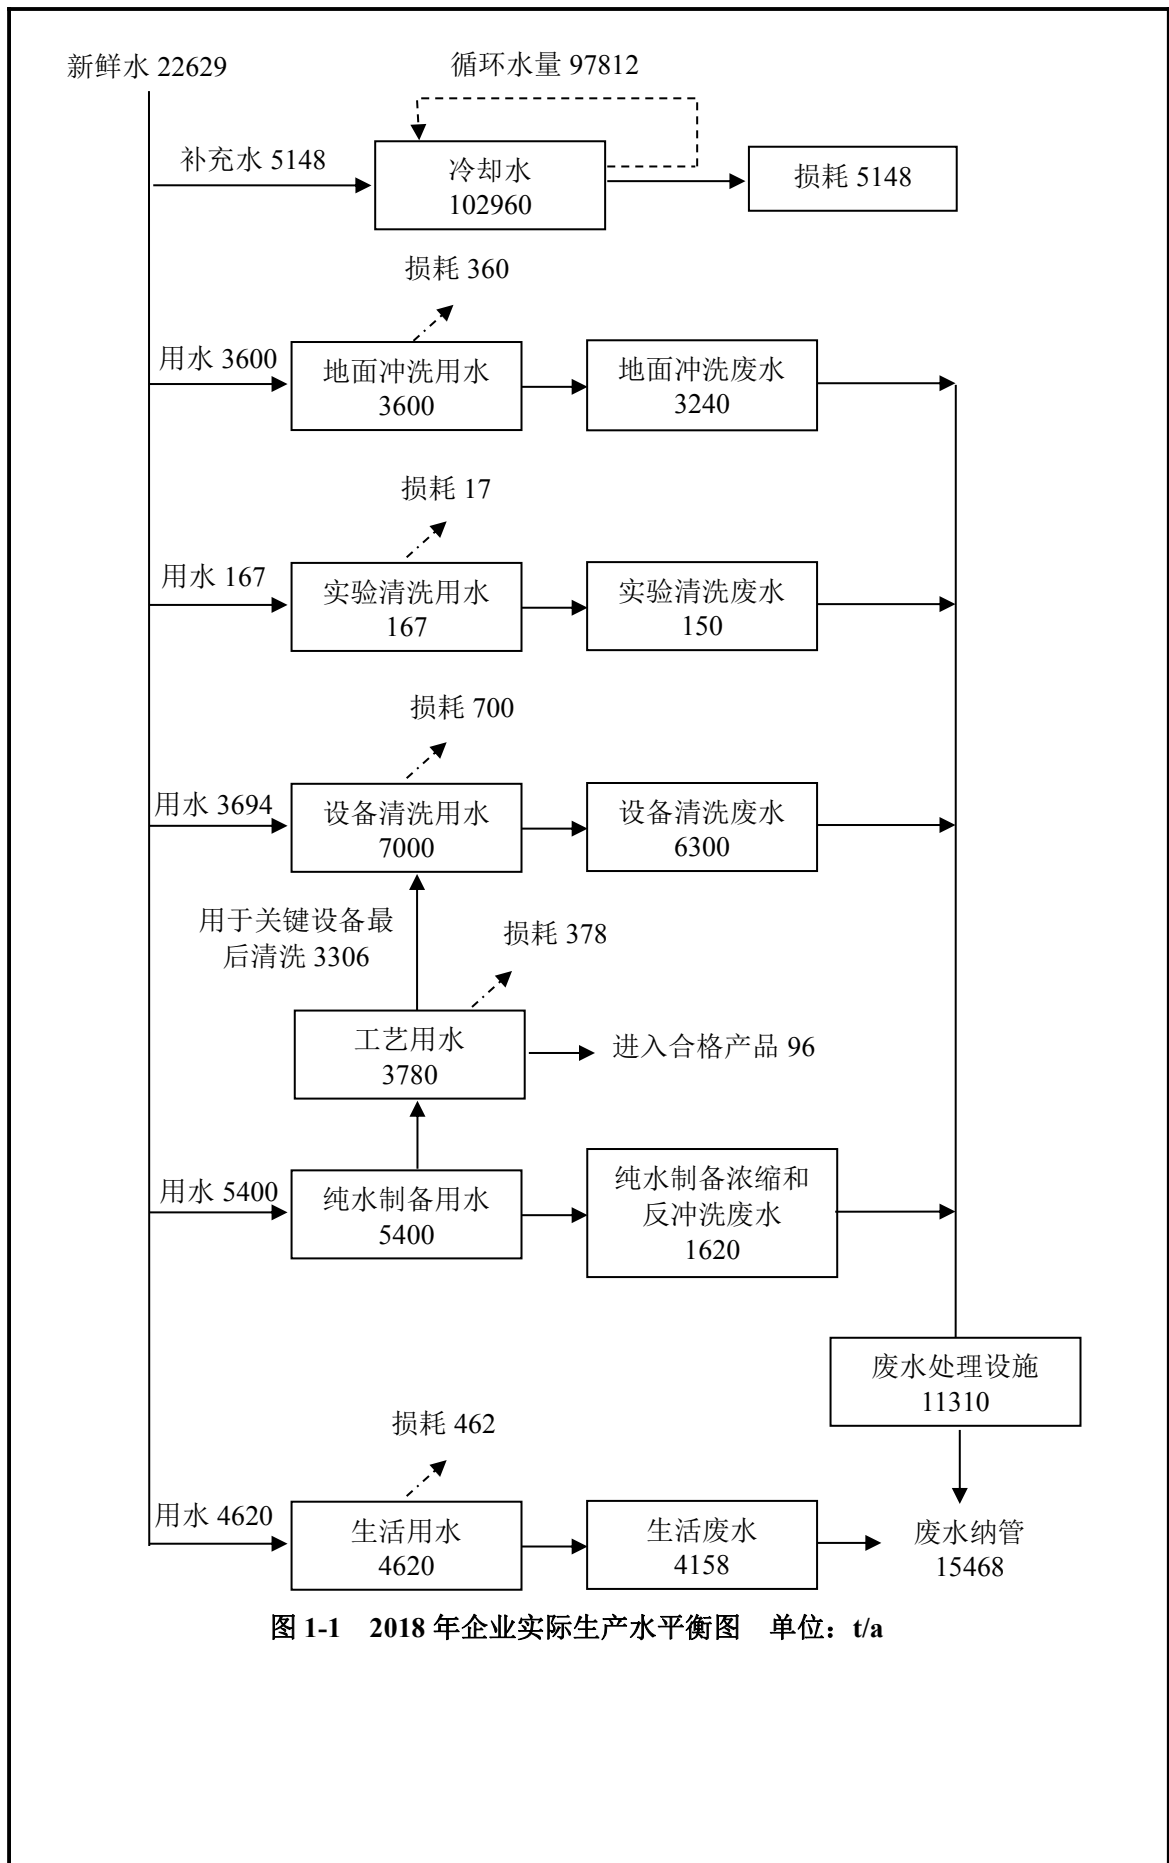 新鲜水 22629
循环水量 97812
补充水 5148
冷却水
102960
损耗 5148
损耗 360
用水 3600
地面冲洗用水
3600
地面冲洗废水
3240
损耗 17
用水 167
实验清洗用水
167
实验清洗废水
150
损耗 700
用水 3694
设备清洗用水
7000
设备清洗废水
6300
用于关键设备最
后清洗 3306
损耗 378
工艺用水
3780
进入合格产品 96
用水 5400
纯水制备用水
5400
纯水制备浓缩和
反冲洗废水
1620
废水处理设施
11310
损耗 462
用水 4620
生活用水
4620
生活废水
4158
废水纳管
15468
图 1-1 2018 年企业实际生产水平衡图 单位：t/a